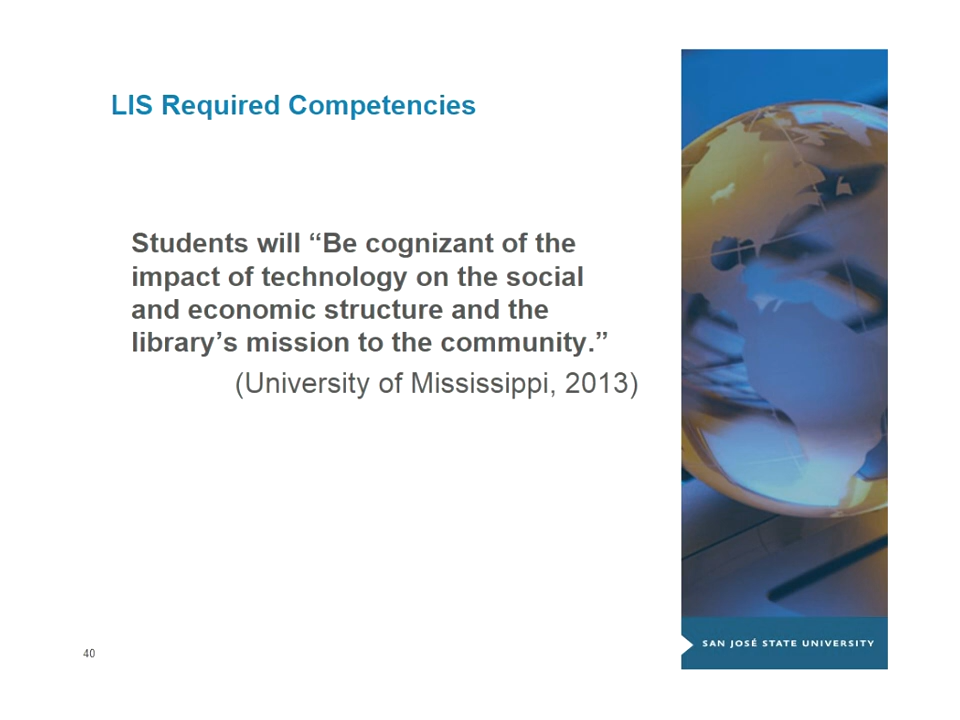 LIS Required Competencies
Students will “Be cognizant of the
impact of technology on the social
and economic structure and the
library’s mission to the community.”
(University of Mississippi, 2013)
40
SAN JOSÉ STATE UNIVERSITY